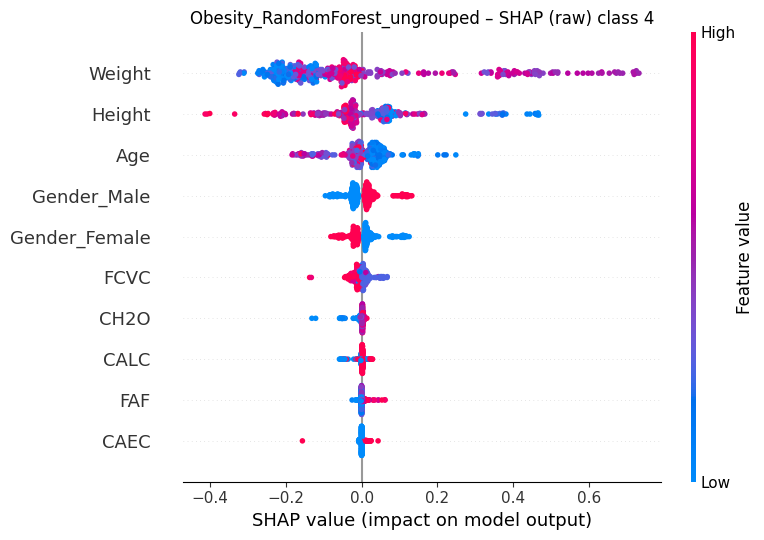 Obesity_RandomForest_ungrouped – SHAP (raw) class 4
High
Weight
Height
Age
Gender_Male
Gender_Female
FCVC
CH2O
CALC
FAF
CAEC
Feature value
Low
−0.4 −0.2 0.0 0.2 0.4 0.6
SHAP value (impact on model output)